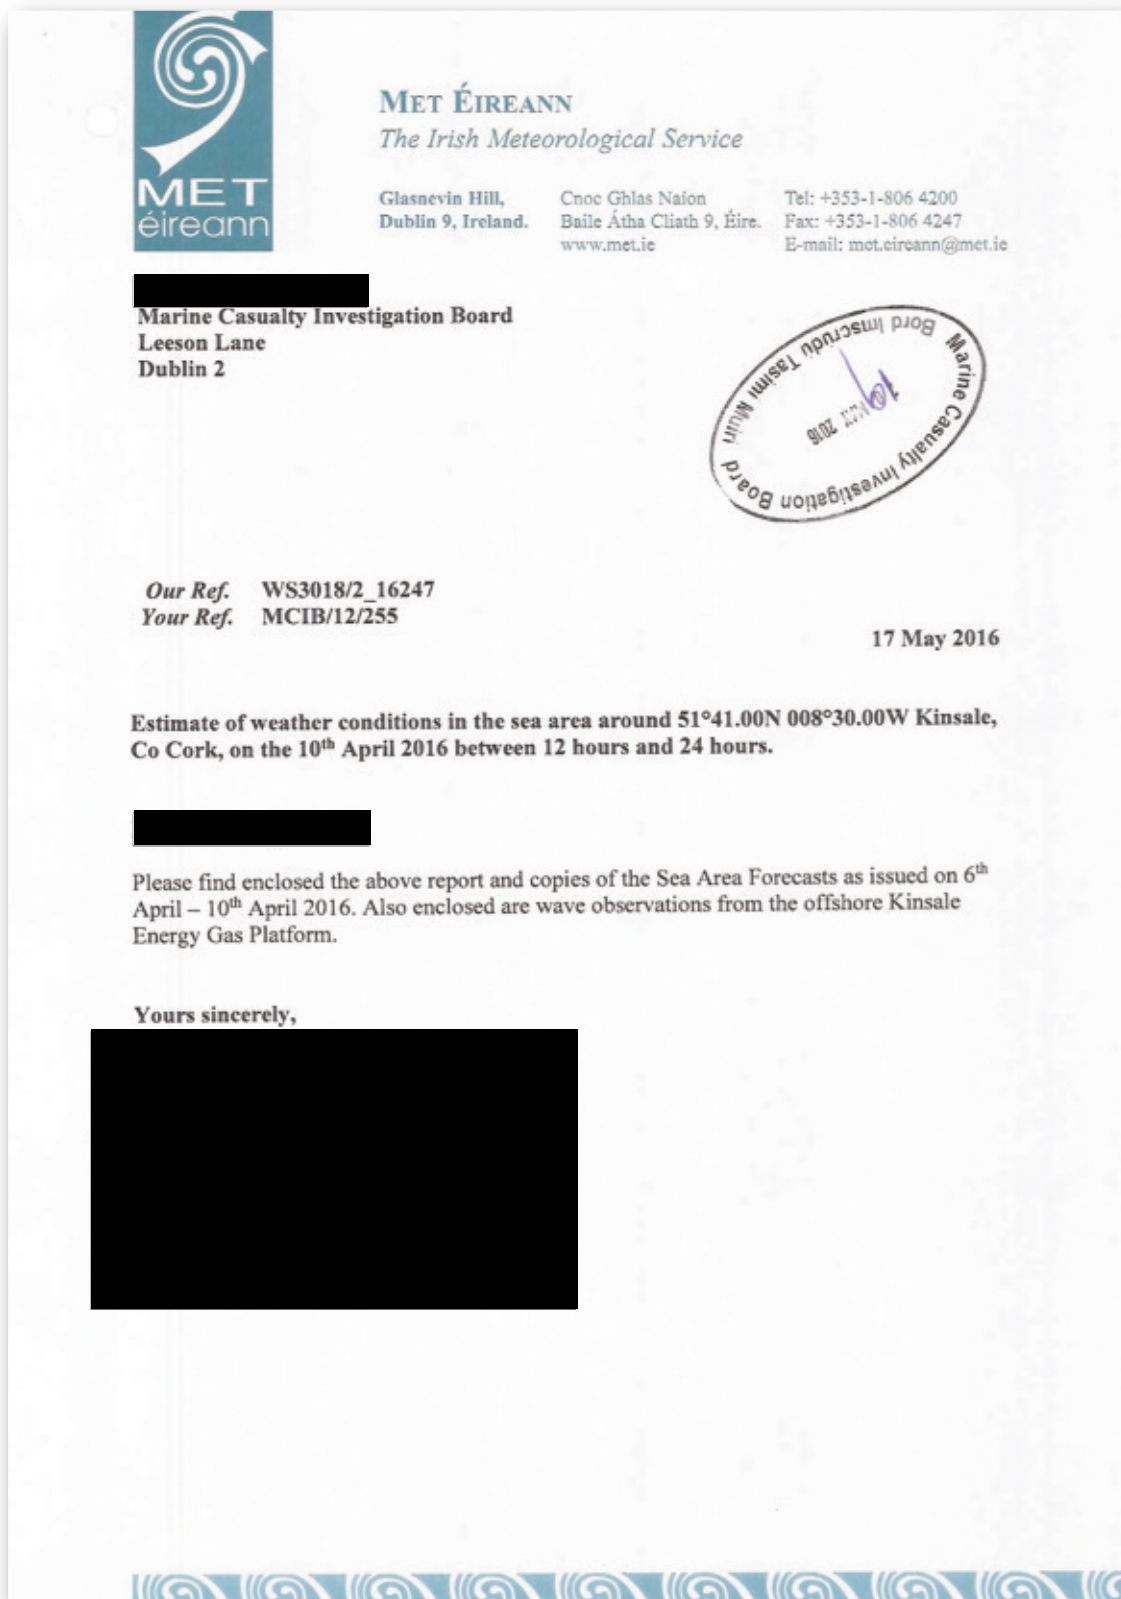 MET
éireann
MET ÉIREANN
The Irish Meteorological Service
Glasnevin Hill,
Dublin 9, Ireland.
Cnoc Ghlas Naíon
Baile Átha Cliath 9, Éire.
www.met.ie
Tel: +353-1-806 4200
Fax: +353-1-806 4247
E-mail: met.eireann@met.ie
Marine Casualty Investigation Board
Leeson Lane
Dublin 2
Marine Casualty Investigation Board
Bord Imscrudu Tasimi Muirí
2016
Our Ref. WS3018/2_16247
Your Ref. MCIB/12/255
17 May 2016
Estimate of weather conditions in the sea area around 51°41.00N 008°30.00W Kinsale,
Co Cork, on the 10th April 2016 between 12 hours and 24 hours.
Please find enclosed the above report and copies of the Sea Area Forecasts as issued on 6th
April – 10th April 2016. Also enclosed are wave observations from the offshore Kinsale
Energy Gas Platform.
Yours sincerely,